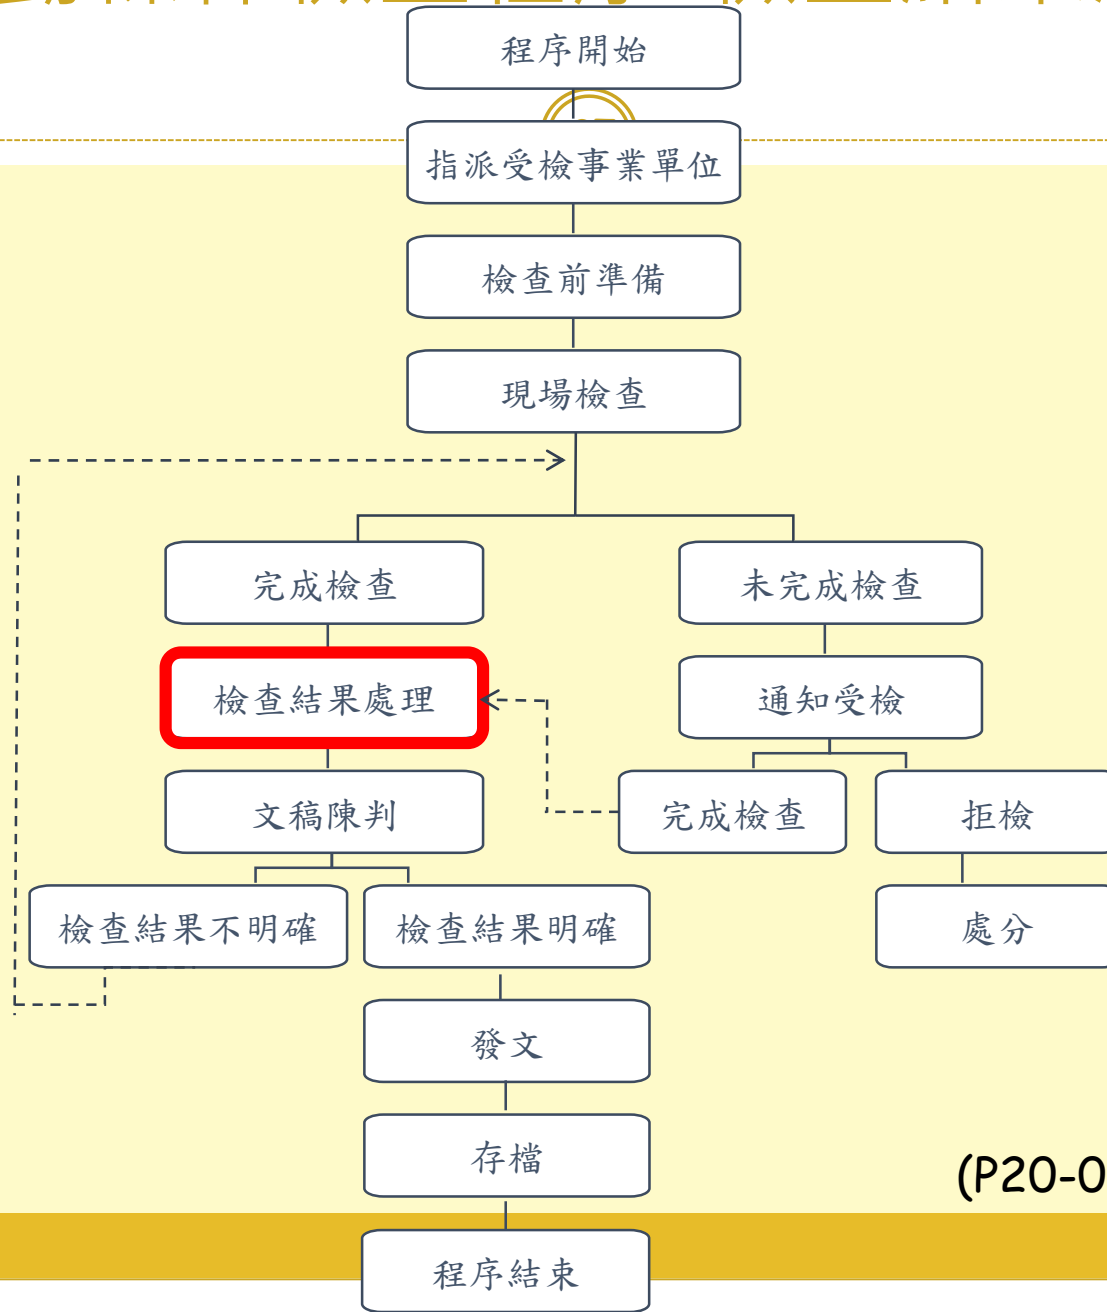 程序開始
指派受檢事業單位
檢查前準備
現場檢查
完成檢查
未完成檢查
檢查結果處理
通知受檢
文稿陳判
完成檢查
拒檢
檢查結果不明確
檢查結果明確
處分
發文
存檔
(P20-0
程序結束